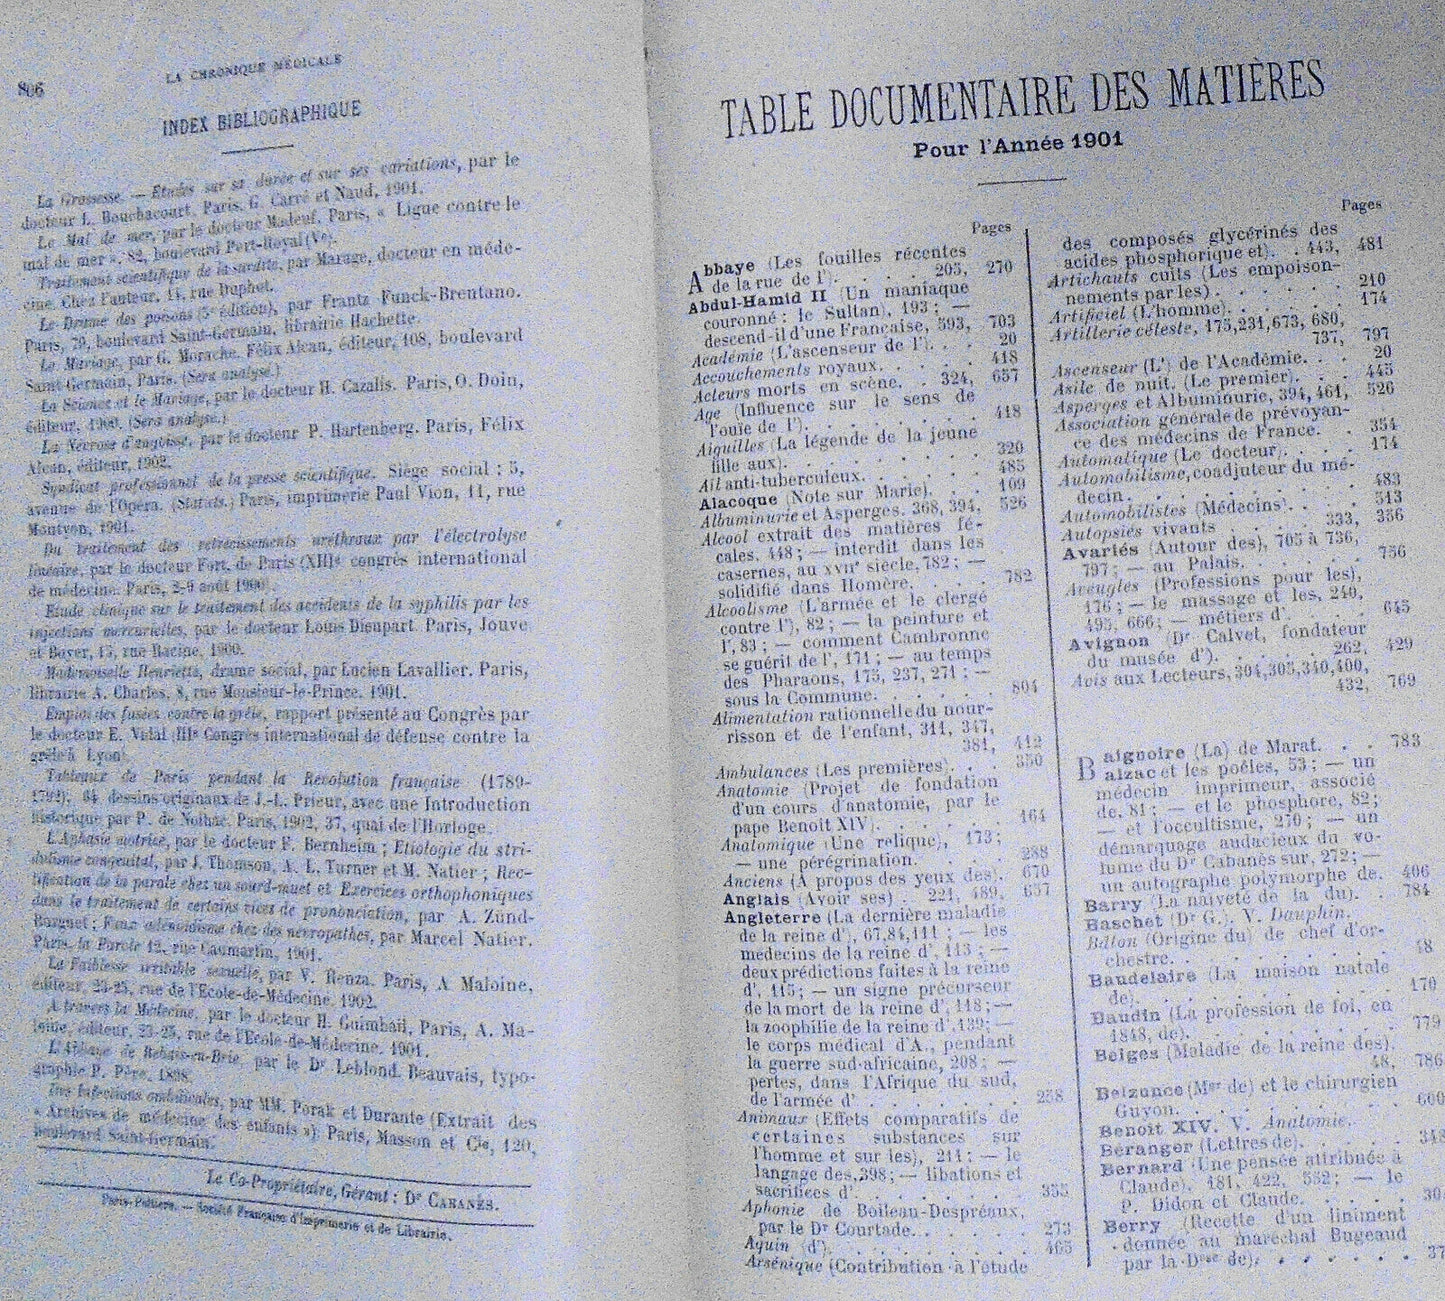 806
LA CHRONIQUE MÉDICALE
INDEX BIBLIOGRAPHIQUE
La Grossesse. — Etudes sur sa durée et sur ses variations, par le
docteur L. Bouchacourt. Paris, G. Carré et Naud, 1901.
Le Mal de mer, par le docteur Madeuf, Paris, « Ligue contre le
mal de mer ». 82, boulevard Port-Royal (Ve).
Traitement scientifique de la surdité, par Marage, docteur en méde-
cine. Chez l'auteur, 14, rue Duphot.
Le Drame des poisons (5e édition), par Frantz Funck-Brentano.
Paris, 79, boulevard Saint-Germain, librairie Hachette.
Le Mariage, par G. Morache. Félix Alcan, éditeur, 108, boulevard
Saint-Germain, Paris. (Sera analysé.)
La Science et le Mariage, par le docteur H. Cazalis. Paris, O. Doin,
éditeur, 1900. (Sera analysé.)
La Névrose d'angoisse, par le docteur P. Hartenberg. Paris, Félix
Alcan, éditeur, 1902.
Syndicat professionnel de la presse scientifique. Siège social : 5,
avenue de l'Opéra. (Statuts.) Paris, imprimerie Paul Vion, 11, rue
Montyon, 1901.
Du traitement des rétrécissements uréthraux par l'électrolyse
linéaire, par le docteur Fort, de Paris (XIIIe congrès international
de médecine. Paris, 2-9 août 1900).
Etude clinique sur le traitement des accidents de la syphilis par les
injections mercurielles, par le docteur Louis Dieupart. Paris, Jouve
et Boyer, 15, rue Racine, 1900.
Mademoiselle Henriette, drame social, par Lucien Lavallier. Paris,
librairie A. Charles, 8, rue Monsieur-le-Prince. 1901.
Emploi des fusées contre la grêle, rapport présenté au Congrès par
le docteur E. Vidal (IIIe Congrès international de défense contre la
grêle à Lyon).
Tableaux de Paris pendant la Révolution française (1789-
1792). 64 dessins originaux de J.-L. Prieur, avec une Introduction
historique par P. de Nolhac. Paris, 1902, 37, quai de l'Horloge.
L'Aphasie motrice, par le docteur F. Bernheim ; Etiologie du stri-
dulisme congénital, par J. Thomson, A. L. Turner et M. Natier ; Rec-
tification de la parole chez un sourd-muet et Exercices orthophoniques
dans le traitement de certains vices de prononciation, par A. Zünd-
Burguet ; Faux adénoïdisme chez des névropathes, par Marcel Natier.
Paris, la Parole 12, rue Caumartin, 1901.
La Faiblesse irritable sexuelle, par V. Renza. Paris, A Maloine,
éditeur, 23-25, rue de l'Ecole-de-Médecine, 1902.
A travers la Médecine, par le docteur H. Guimbail, Paris, A. Ma-
loine, éditeur, 23-25, rue de l'Ecole-de-Médecine. 1901.
L'Abbaye de Rebais-en-Brie, par le Dr Leblond. Beauvais, typo-
graphie P. Père, 1898.
Des Infections ombilicales, par MM. Porak et Durante (Extrait des
« Archives de médecine des enfants »). Paris, Masson et Cie, 120,
boulevard Saint-Germain.
Le Co-Propriétaire, Gérant : Dr CABANÈS.
Paris-Poitiers. — Société Française d'Imprimerie et de Librairie.
TABLE DOCUMENTAIRE DES MATIÈRES
Pour l'Année 1901
Pages
Abbaye (Les fouilles récentes
de la rue de l'). . . . 205, 270
Abdul-Hamid II (Un maniaque
couronné : le Sultan), 193 ; —
descend-il d'une Française, 593, 703
Académie (L'ascenseur de l'). . . 20
Accouchements royaux. . . . . . 418
Acteurs morts en scène. . 324, 657
Age (Influence sur le sens de
l'ouïe de l'). . . . . . . . 418
Aiguilles (La légende de la jeune
fille aux). . . . . . . . . 320
Ail anti-tuberculeux. . . . . . 485
Alacoque (Note sur Marie). . . 109
Albuminurie et Asperges. 368, 394, 526
Alcool extrait des matières fé-
cales, 448 ; — interdit dans les
casernes, au XVIIe siècle, 782 ; —
solidifié dans Homère. . . . . 782
Alcoolisme (L'armée et le clergé
contre l'), 82 ; — la peinture et
l', 83 ; — comment Cambronne
se guérit de l', 171 ; — au temps
des Pharaons, 175, 237, 271 ; —
sous la Commune. . . . . . . 804
Alimentation rationnelle du nour-
risson et de l'enfant, 311, 347,
381, 412
Ambulances (Les premières). . . 350
Anatomie (Projet de fondation
d'un cours d'anatomie, par le
pape Benoît XIV). . . . . . 164
Anatomique (Une relique), 173 ;
— une pérégrination. . . . . 288
Anciens (A propos des yeux des). 670
Anglais (Avoir ses) . 224, 489, 657
Angleterre (La dernière maladie
de la reine d'), 67, 84, 111 ; — les
médecins de la reine d', 113 ; —
deux prédictions faites à la reine
d', 115 ; — un signe précurseur
de la mort de la reine d', 118 ; —
la zoophilie de la reine d', 139 ; —
le corps médical d'A., pendant
la guerre sud-africaine, 208 ; —
pertes, dans l'Afrique du sud,
de l'armée d' . . . . . . . . 258
Animaux (Effets comparatifs de
certaines substances sur
l'homme et sur les), 211 ; — le
langage des, 398 ; — libations et
sacrifices d' . . . . . . . . 355
Aphonie de Boileau-Despréaux,
par le Dr Courtade. . . . . . 273
Aquin (d'). . . . . . . . . 465
Arsénique (Contribution à l'étude
Pages
des composés glycérinés des
acides phosphorique et). . . 443, 481
Artichauts cuits (Les empoison-
nements par les). . . . . . 210
Artificiel (L'homme). . . . . 174
Artillerie céleste, 175, 231, 673, 680,
737, 797
Ascenseur (L') de l'Académie. . . 20
Asile de nuit. (Le premier). . . 445
Asperges et Albuminurie, 394, 461, 526
Association générale de prévoyan-
ce des médecins de France. . . 354
Automatique (Le docteur). . . . 174
Automobilisme, coadjuteur du mé-
decin. . . . . . . . . . 483
Automobilistes (Médecins). . . . 513
Autopsiés vivants . . . 333, 356
Avariés (Autour des), 705 à 736,
797 ; — au Palais. . . . . . 756
Aveugles (Professions pour les),
176 ; — le massage et les, 240,
495, 666 ; — métiers d'. . . . 645
Avignon (Dr Calvet, fondateur
du musée d'). . . . . . 262, 429
Avis aux Lecteurs, 304, 305, 340, 400,
432, 769
Baignoire (La) de Marat. . . . 783
Balzac et les poêles, 53 ; — un
médecin imprimeur, associé
de, 81 ; — et le phosphore, 82 ;
— et l'occultisme, 270 ; — un
démarquage audacieux du vo-
lume du Dr Cabanès sur, 272 ; —
un autographe polymorphe de. 406
Barry (La naïveté de la du). . . 784
Baschet (Dr G.). V. Dauphin.
Bâton (Origine du) de chef d'or-
chestre. . . . . . . . . 48
Baudelaire (La maison natale
de). . . . . . . . . . 170
Baudin (La profession de foi, en
1848, de). . . . . . . . 779
Belges (Maladie de la reine des),
48, 786
Belzunce (Mgr de) et le chirurgien
Guyon. . . . . . . . . 600
Benoît XIV. V. Anatomie.
Béranger (Lettres de). . . . . 348
Bernard (Une pensée attribuée à
Claude), 181, 422, 552 ; — le
P. Didon et Claude. . . . . 30
Berry (Recette d'un liniment
donnée au maréchal Bugeaud
par la Dsse de). . . . . . 37